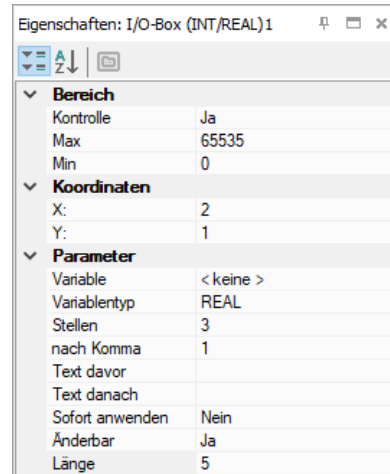 Eigenschaften: I/O-Box (INT/REAL)1
A
Z
Bereich
Kontrolle Ja
Max 65535
Min 0
Koordinaten
X: 2
Y: 1
Parameter
Variable < keine >
Variablentyp REAL
Stellen 3
nach Komma 1
Text davor
Text danach
Sofort anwenden Nein
Änderbar Ja
Länge 5